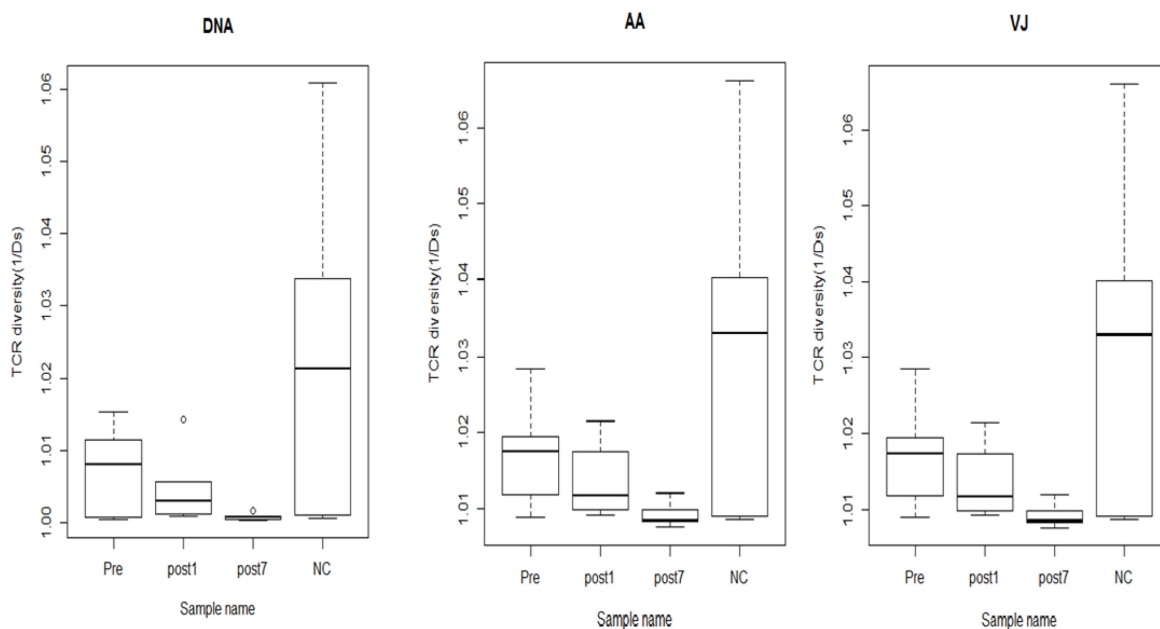 DNA
TCR diversity(1/Ds)
1.06
1.05
1.04
1.03
1.02
1.01
1.00
Pre post1 post7 NC
Sample name
AA
TCR diversity(1/Ds)
1.06
1.05
1.04
1.03
1.02
1.01
Pre post1 post7 NC
Sample name
VJ
TCR diversity(1/Ds)
1.06
1.05
1.04
1.03
1.02
1.01
Pre post1 post7 NC
Sample name